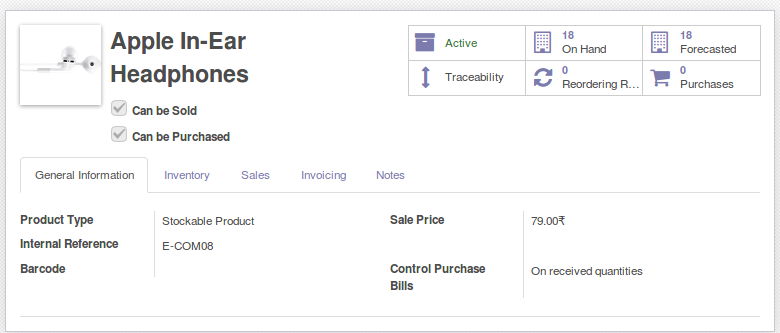 Apple In-Ear
Headphones
Can be Sold
Can be Purchased
Active
18
On Hand
18
Forecasted
Traceability
0
Reordering R...
0
Purchases
General Information
Inventory
Sales
Invoicing
Notes
Product Type
Stockable Product
Internal Reference
E-COM08
Barcode
Sale Price
79.00₹
Control Purchase
Bills
On received quantities